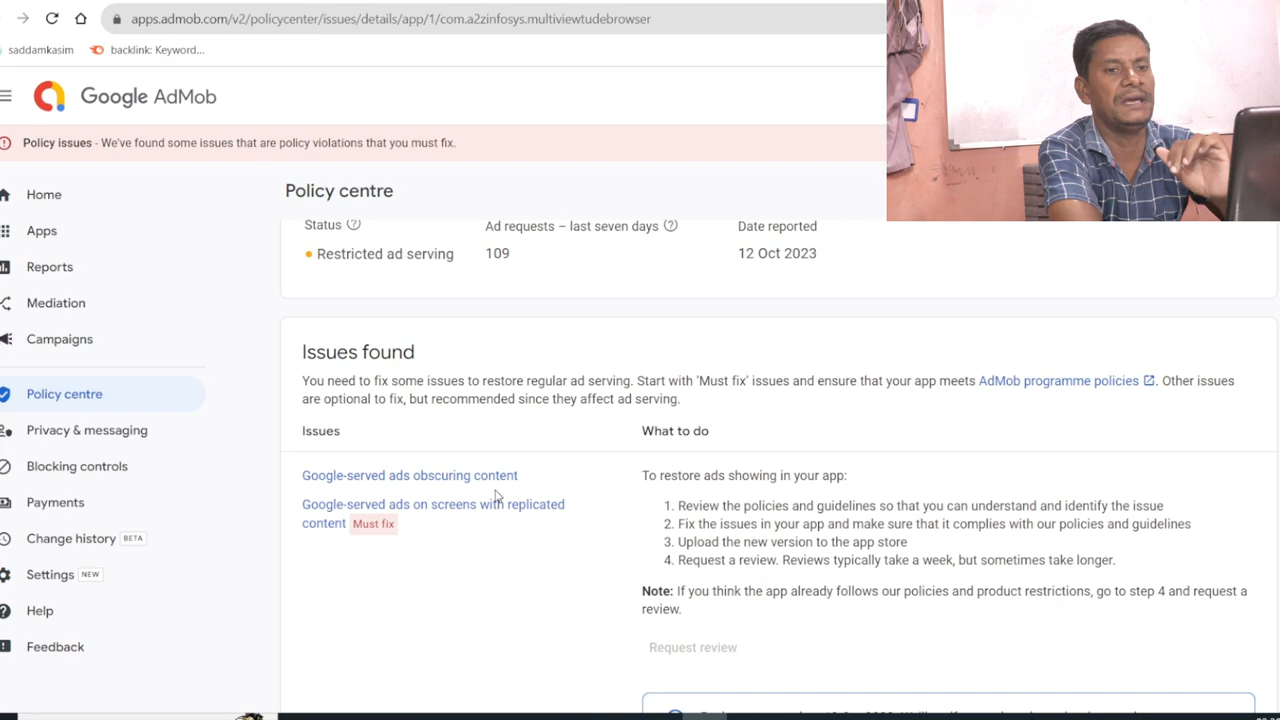 apps.admob.com/v2/policycenter/issues/details/app/1/com.a2zinfosys.multiviewtudebrowser
saddamkasim
backlink: Keyword...
Google AdMob
Policy issues - We've found some issues that are policy violations that you must fix.
Home
Apps
Reports
Mediation
Campaigns
Policy centre
Privacy & messaging
Blocking controls
Payments
Change history BETA
Settings NEW
Help
Feedback
Policy centre
Status
Ad requests – last seven days
Date reported
Restricted ad serving
109
12 Oct 2023
Issues found
You need to fix some issues to restore regular ad serving. Start with 'Must fix' issues and ensure that your app meets AdMob programme policies. Other issues
are optional to fix, but recommended since they affect ad serving.
Issues
What to do
Google-served ads obscuring content
Google-served ads on screens with replicated
content Must fix
To restore ads showing in your app:
1. Review the policies and guidelines so that you can understand and identify the issue
2. Fix the issues in your app and make sure that it complies with our policies and guidelines
3. Upload the new version to the app store
4. Request a review. Reviews typically take a week, but sometimes take longer.
Note: If you think the app already follows our policies and product restrictions, go to step 4 and request a
review.
Request review